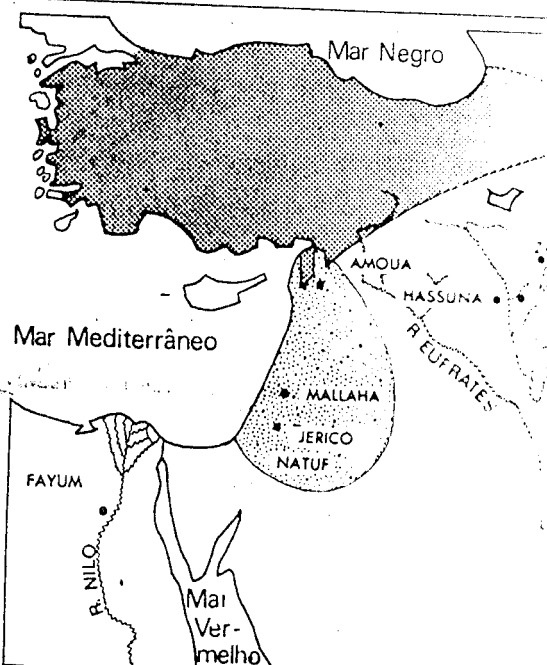 Mar Negro
AMOUA
HASSUNA
R EUFRATES
Mar Mediterrâneo
MALLAHA
JERICO
NATUF
FAYUM
R. NILO
Mar
Ver-
melho